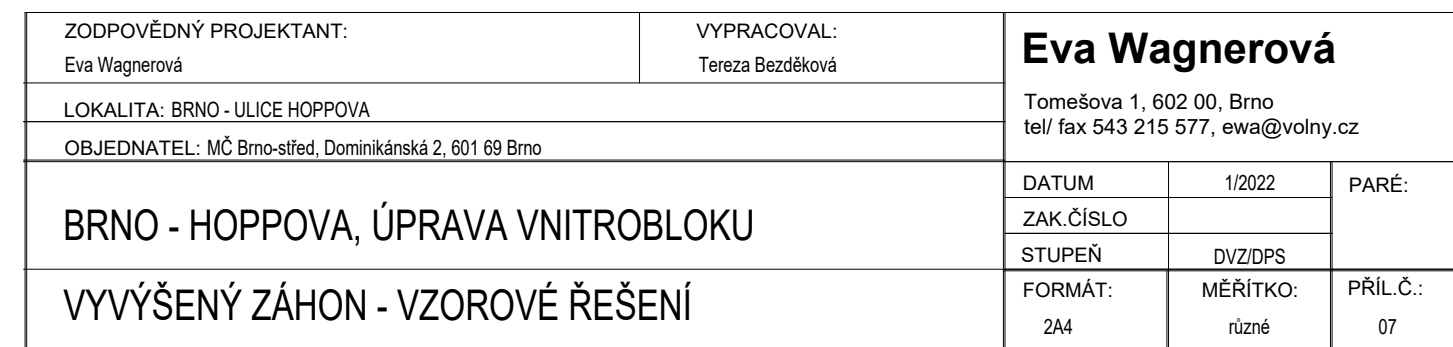 ZODPOVĚDNÝ PROJEKTANT:
Eva Wagnerová
VYPRACOVAL:
Tereza Bezděková
LOKALITA: BRNO - ULICE HOPPOVA
OBJEDNATEL: MČ Brno-střed, Dominikánská 2, 601 69 Brno
BRNO - HOPPOVA, ÚPRAVA VNITROBLOKU
VYVÝŠENÝ ZÁHON - VZOROVÉ ŘEŠENÍ
Eva Wagnerová
Tomešova 1, 602 00, Brno
tel/ fax 543 215 577, ewa@volny.cz
DATUM 1/2022 PARÉ:
ZAK.ČÍSLO
STUPEŇ DVZ/DPS
FORMÁT: MĚŘÍTKO: PŘÍL.Č.:
2A4 různé 07